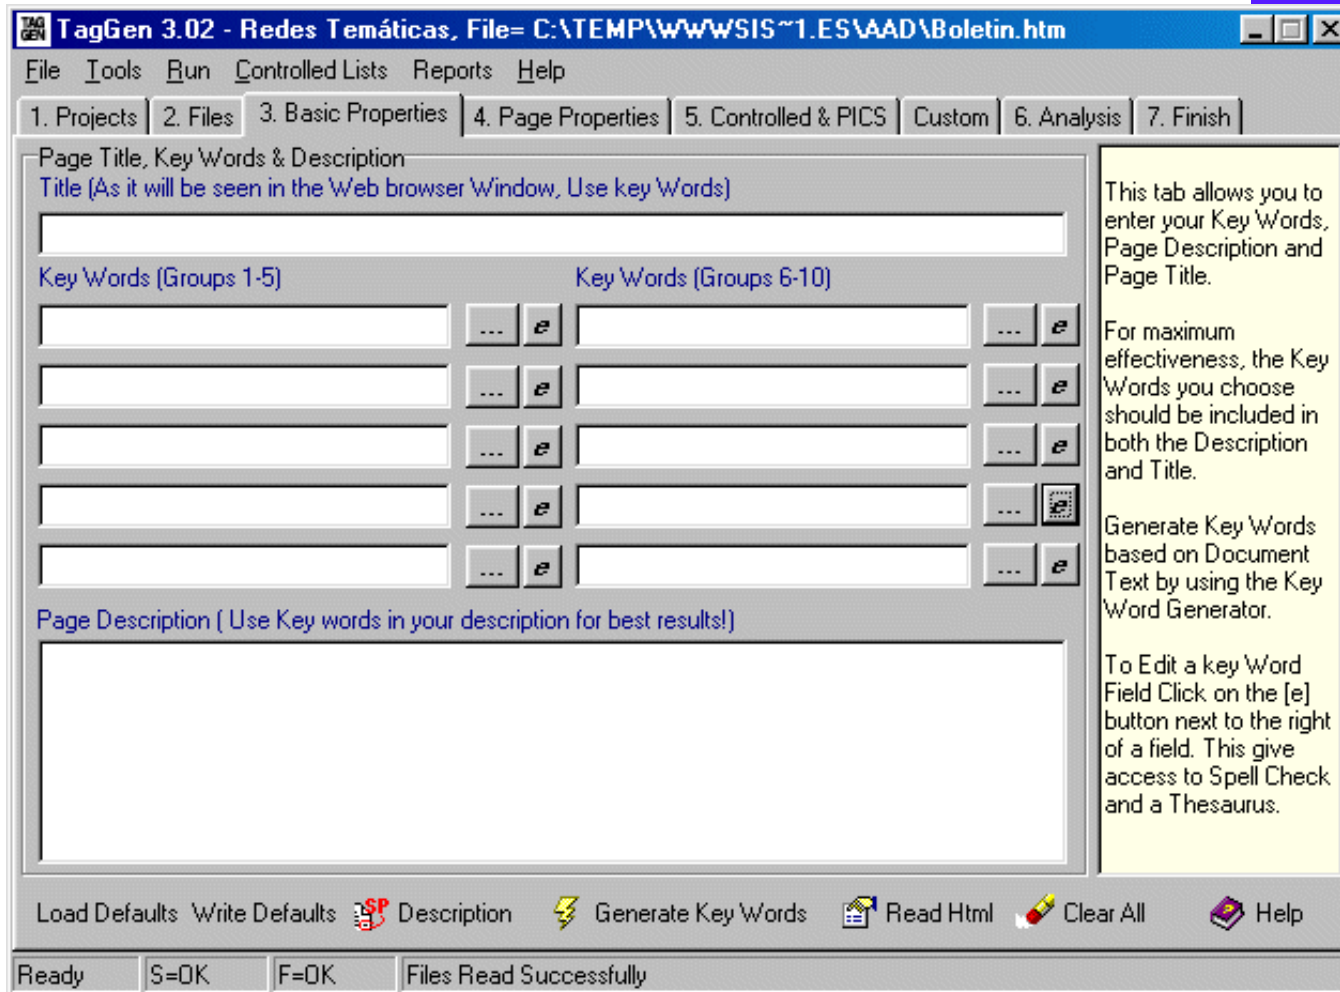 TAG GEN TagGen 3.02 - Redes Temáticas, File= C:\TEMP\WWWSIS~1.ES\AAD\Boletin.htm
File Tools Run Controlled Lists Reports Help
1. Projects 2. Files 3. Basic Properties 4. Page Properties 5. Controlled & PICS Custom 6. Analysis 7. Finish
Page Title, Key Words & Description
Title (As it will be seen in the Web browser Window, Use key Words)
Key Words (Groups 1-5) Key Words (Groups 6-10)
... e ... e
... e ... e
... e ... e
... e ... e
... e ... e
Page Description ( Use Key words in your description for best results!)
This tab allows you to
enter your Key Words,
Page Description and
Page Title.
For maximum
effectiveness, the Key
Words you choose
should be included in
both the Description
and Title.
Generate Key Words
based on Document
Text by using the Key
Word Generator.
To Edit a key Word
Field Click on the [e]
button next to the right
of a field. This give
access to Spell Check
and a Thesaurus.
Load Defaults Write Defaults SP Description Generate Key Words Read Html Clear All Help
Ready S=OK F=OK Files Read Successfully